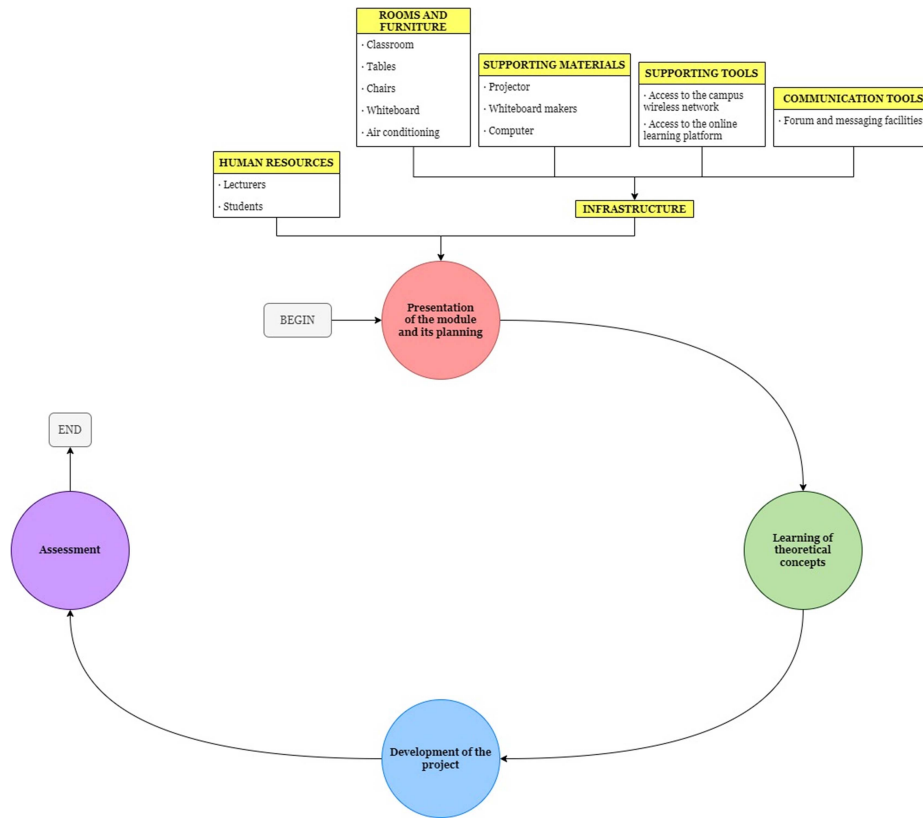 ROOMS AND
FURNITURE
· Classroom
· Tables
· Chairs
· Whiteboard
· Air conditioning
SUPPORTING MATERIALS
· Projector
· Whiteboard makers
· Computer
SUPPORTING TOOLS
· Access to the campus
wireless network
· Access to the online
learning platform
COMMUNICATION TOOLS
· Forum and messaging facilities
HUMAN RESOURCES
· Lecturers
· Students
INFRASTRUCTURE
BEGIN
Presentation
of the module
and its planning
Learning of
theoretical
concepts
Development of the
project
Assessment
END